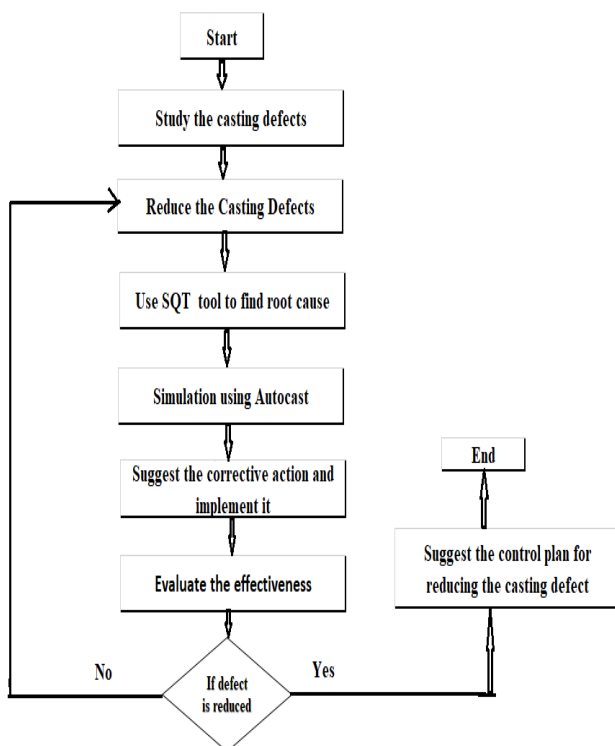 Start
Study the casting defects
Reduce the Casting Defects
Use SQT tool to find root cause
Simulation using Autocast
Suggest the corrective action and
implement it
Evaluate the effectiveness
If defect
is reduced
No
Yes
Suggest the control plan for
reducing the casting defect
End